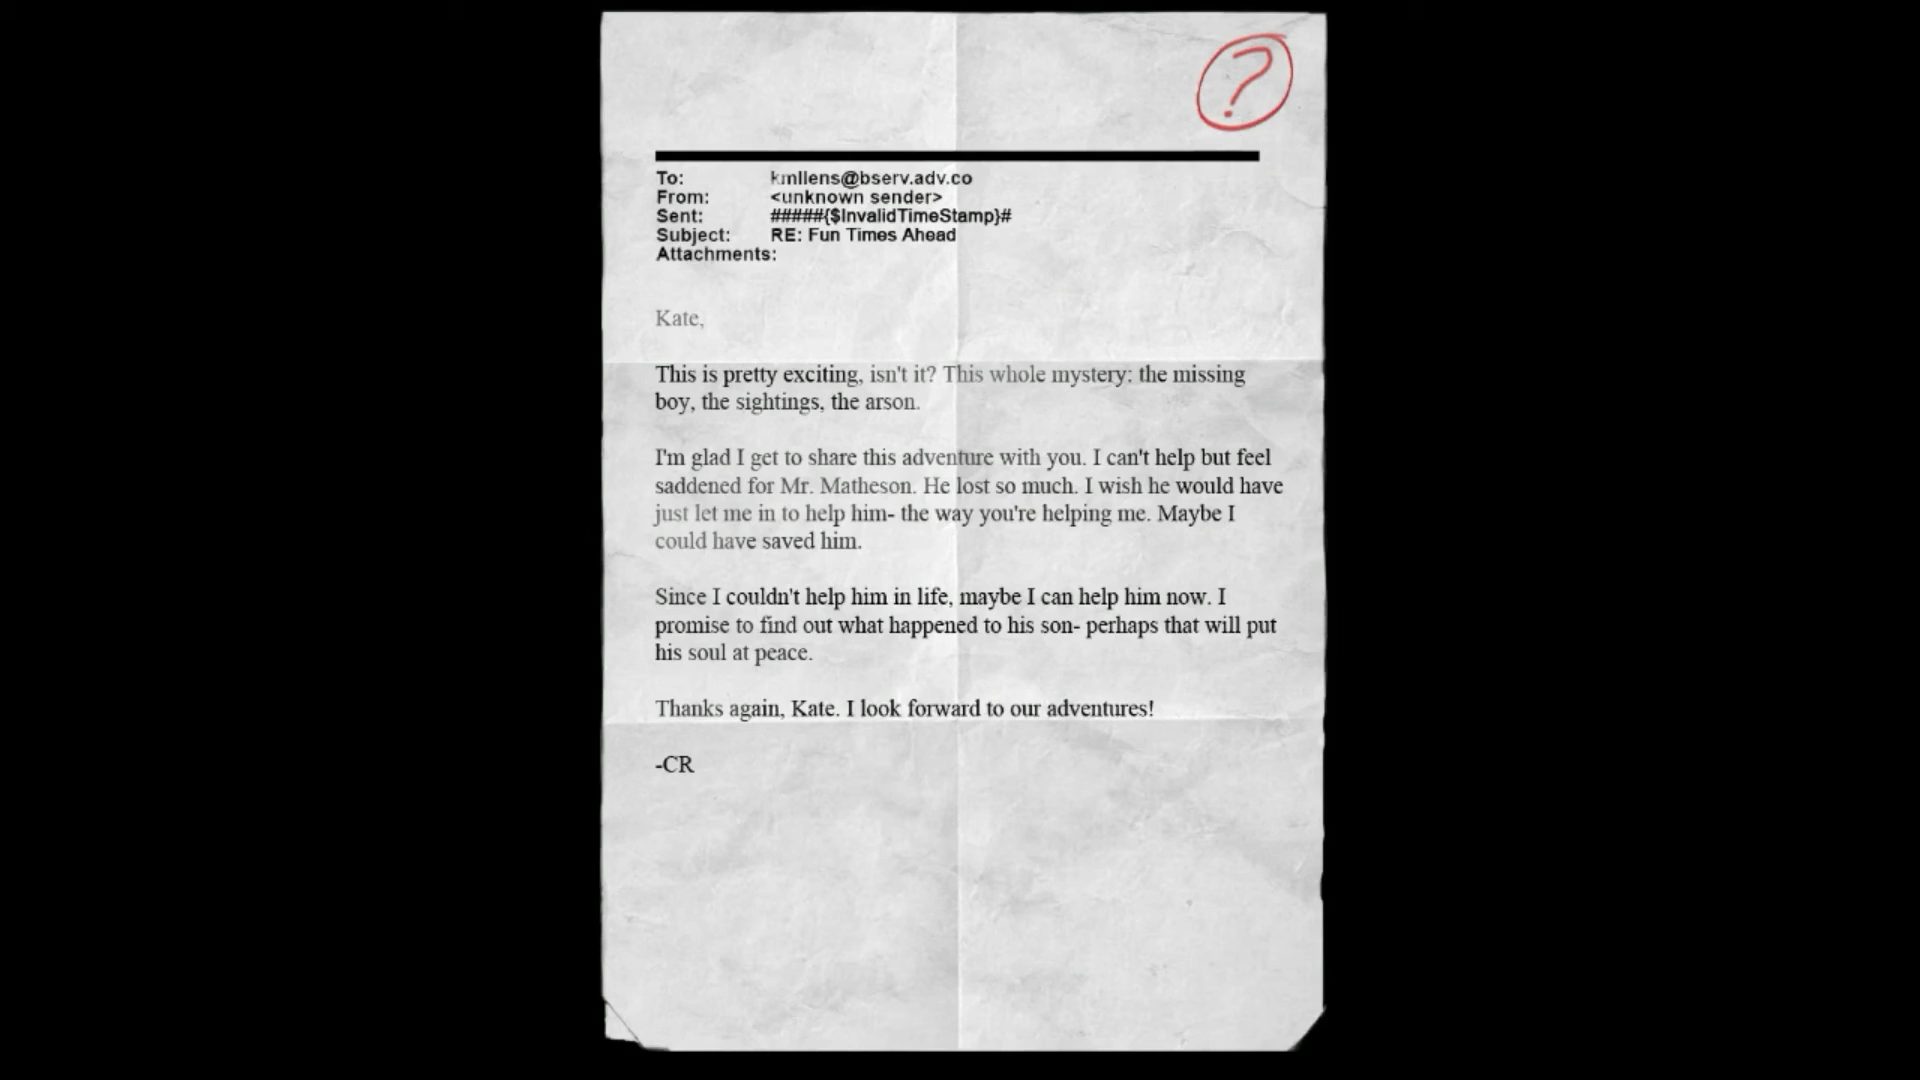 ?
To: kmllens@bserv.adv.co
From: <unknown sender>
Sent: #####{$InvalidTimeStamp}#
Subject: RE: Fun Times Ahead
Attachments:
Kate,
This is pretty exciting, isn't it? This whole mystery: the missing
boy, the sightings, the arson.
I'm glad I get to share this adventure with you. I can't help but feel
saddened for Mr. Matheson. He lost so much. I wish he would have
just let me in to help him- the way you're helping me. Maybe I
could have saved him.
Since I couldn't help him in life, maybe I can help him now. I
promise to find out what happened to his son- perhaps that will put
his soul at peace.
Thanks again, Kate. I look forward to our adventures!
-CR